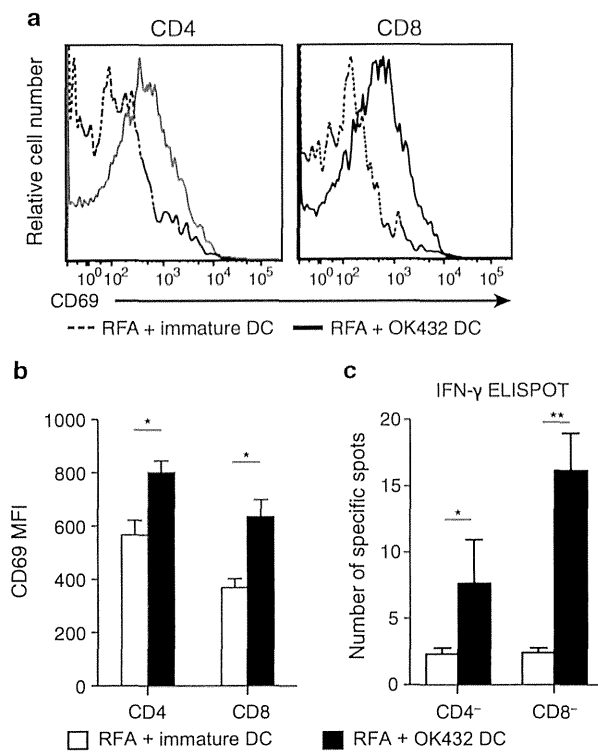 a
CD4 CD8
Relative cell number
10⁰ 10² 10³ 10⁴ 10⁵ 10⁰ 10² 10³ 10⁴ 10⁵
CD69
RFA + immature DC RFA + OK432 DC
b
CD69 MFI
1000
800
600
400
200
0
*
*
CD4 CD8
c
IFN-γ ELISPOT
Number of specific spots
20
15
10
5
0
*
**
CD4⁻ CD8⁻
RFA + immature DC RFA + OK432 DC